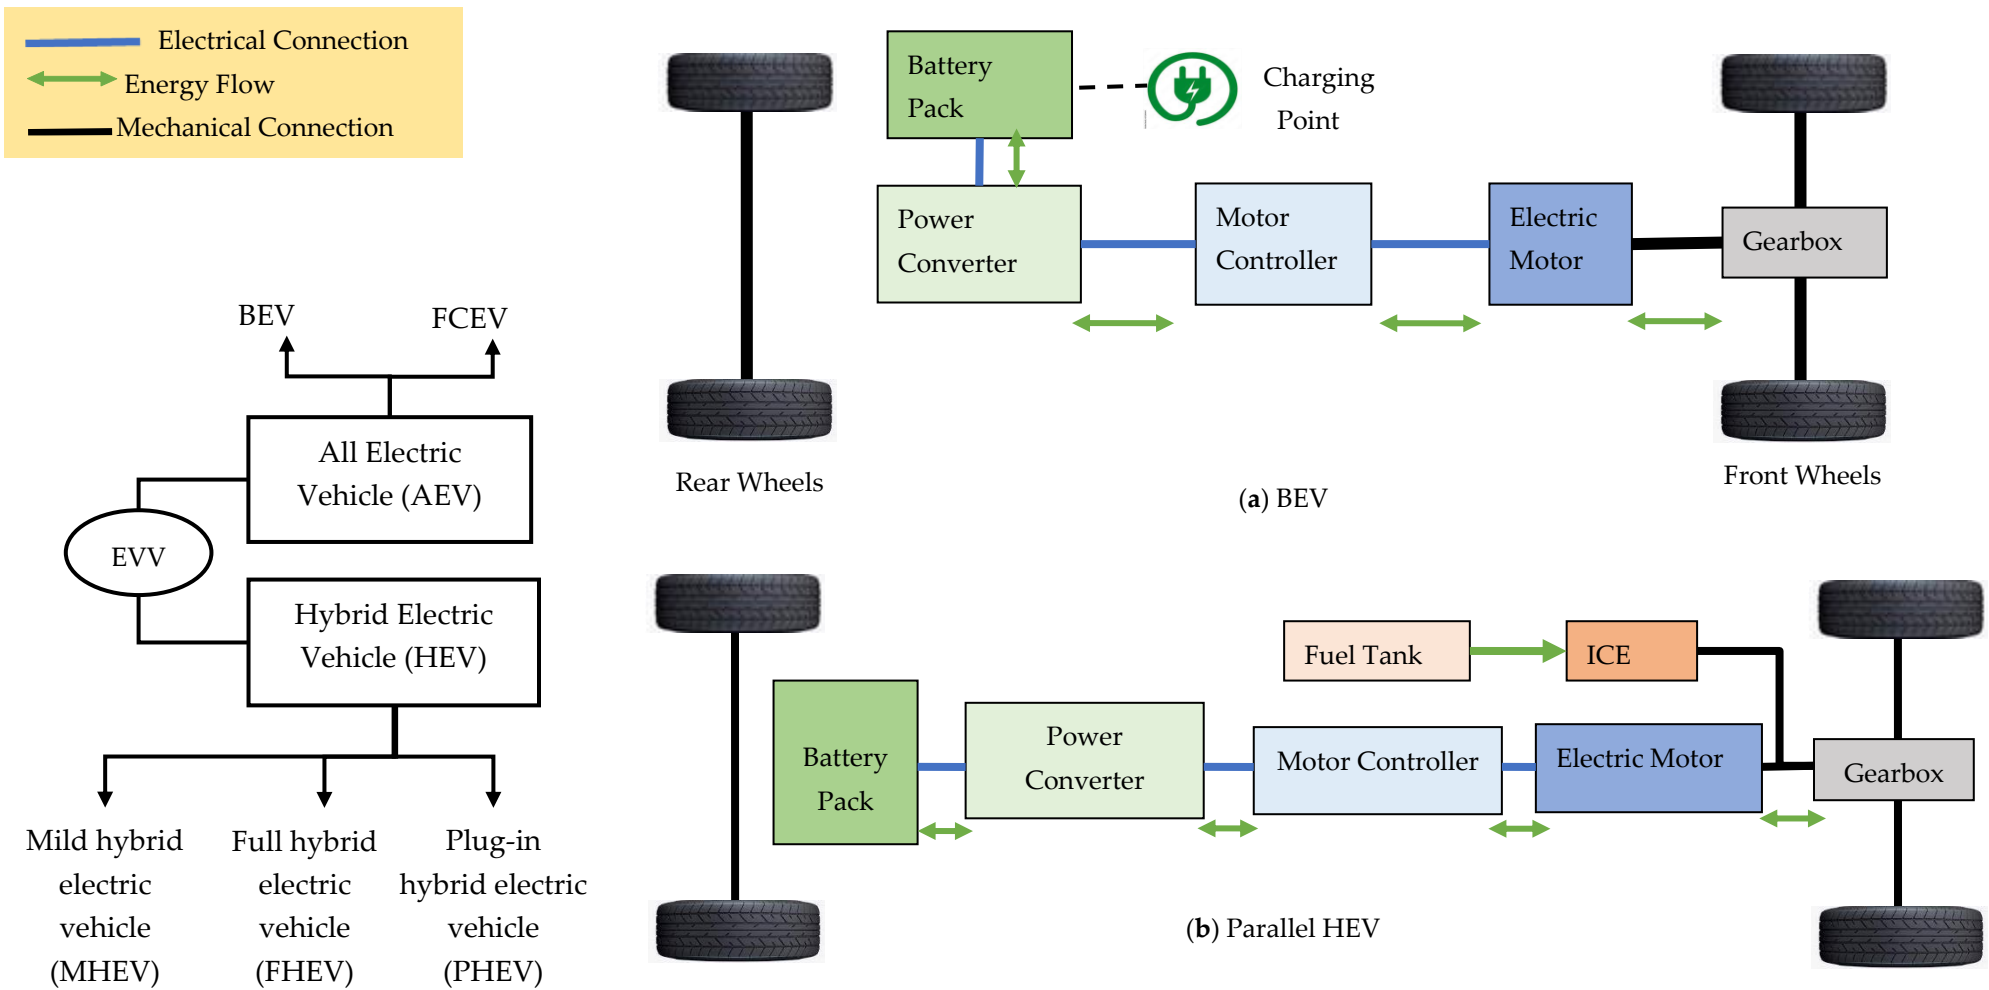 Electrical Connection
Energy Flow
Mechanical Connection
BEV
FCEV
All Electric
Vehicle (AEV)
EVV
Hybrid Electric
Vehicle (HEV)
Mild hybrid
electric
vehicle
(MHEV)
Full hybrid
electric
vehicle
(FHEV)
Plug-in
hybrid electric
vehicle
(PHEV)
Battery
Pack
Charging
Point
Power
Converter
Motor
Controller
Electric
Motor
Gearbox
Rear Wheels
Front Wheels
(a) BEV
Fuel Tank
ICE
Battery
Pack
Power
Converter
Motor Controller
Electric Motor
Gearbox
(b) Parallel HEV